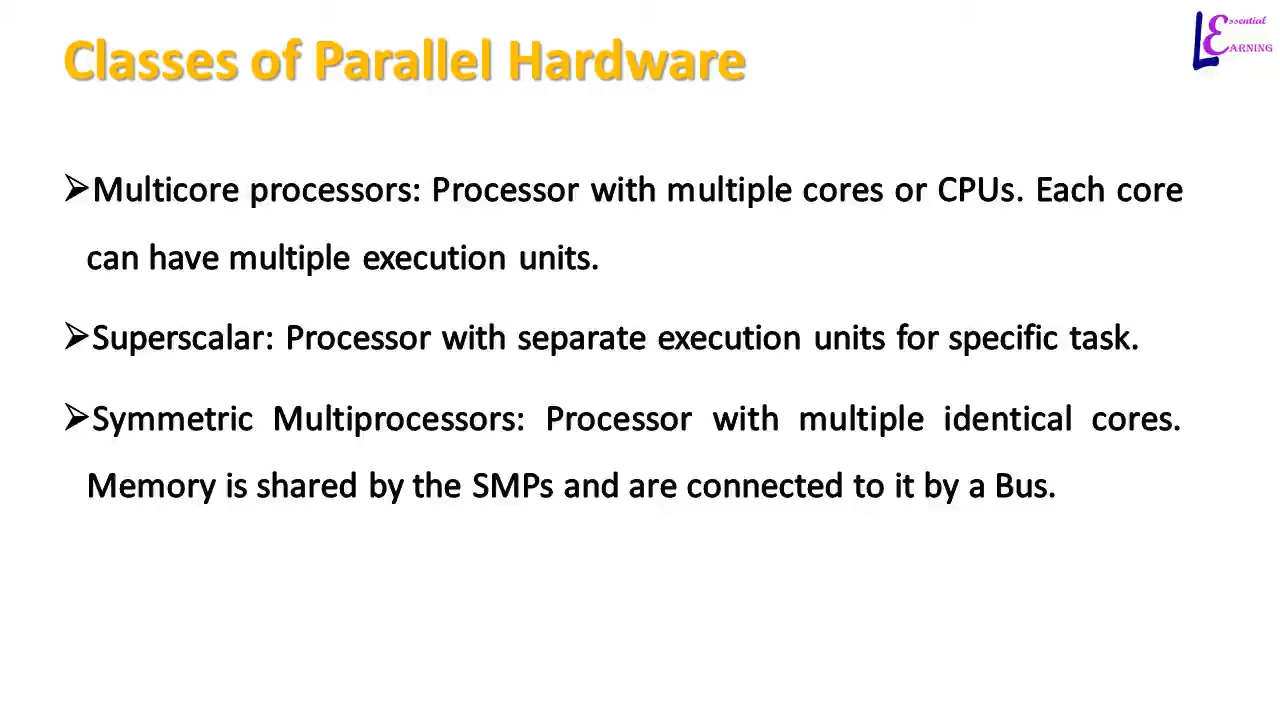 Classes of Parallel Hardware
Essential
LEARNING
➢Multicore processors: Processor with multiple cores or CPUs. Each core
can have multiple execution units.
➢Superscalar: Processor with separate execution units for specific task.
➢Symmetric Multiprocessors: Processor with multiple identical cores.
Memory is shared by the SMPs and are connected to it by a Bus.